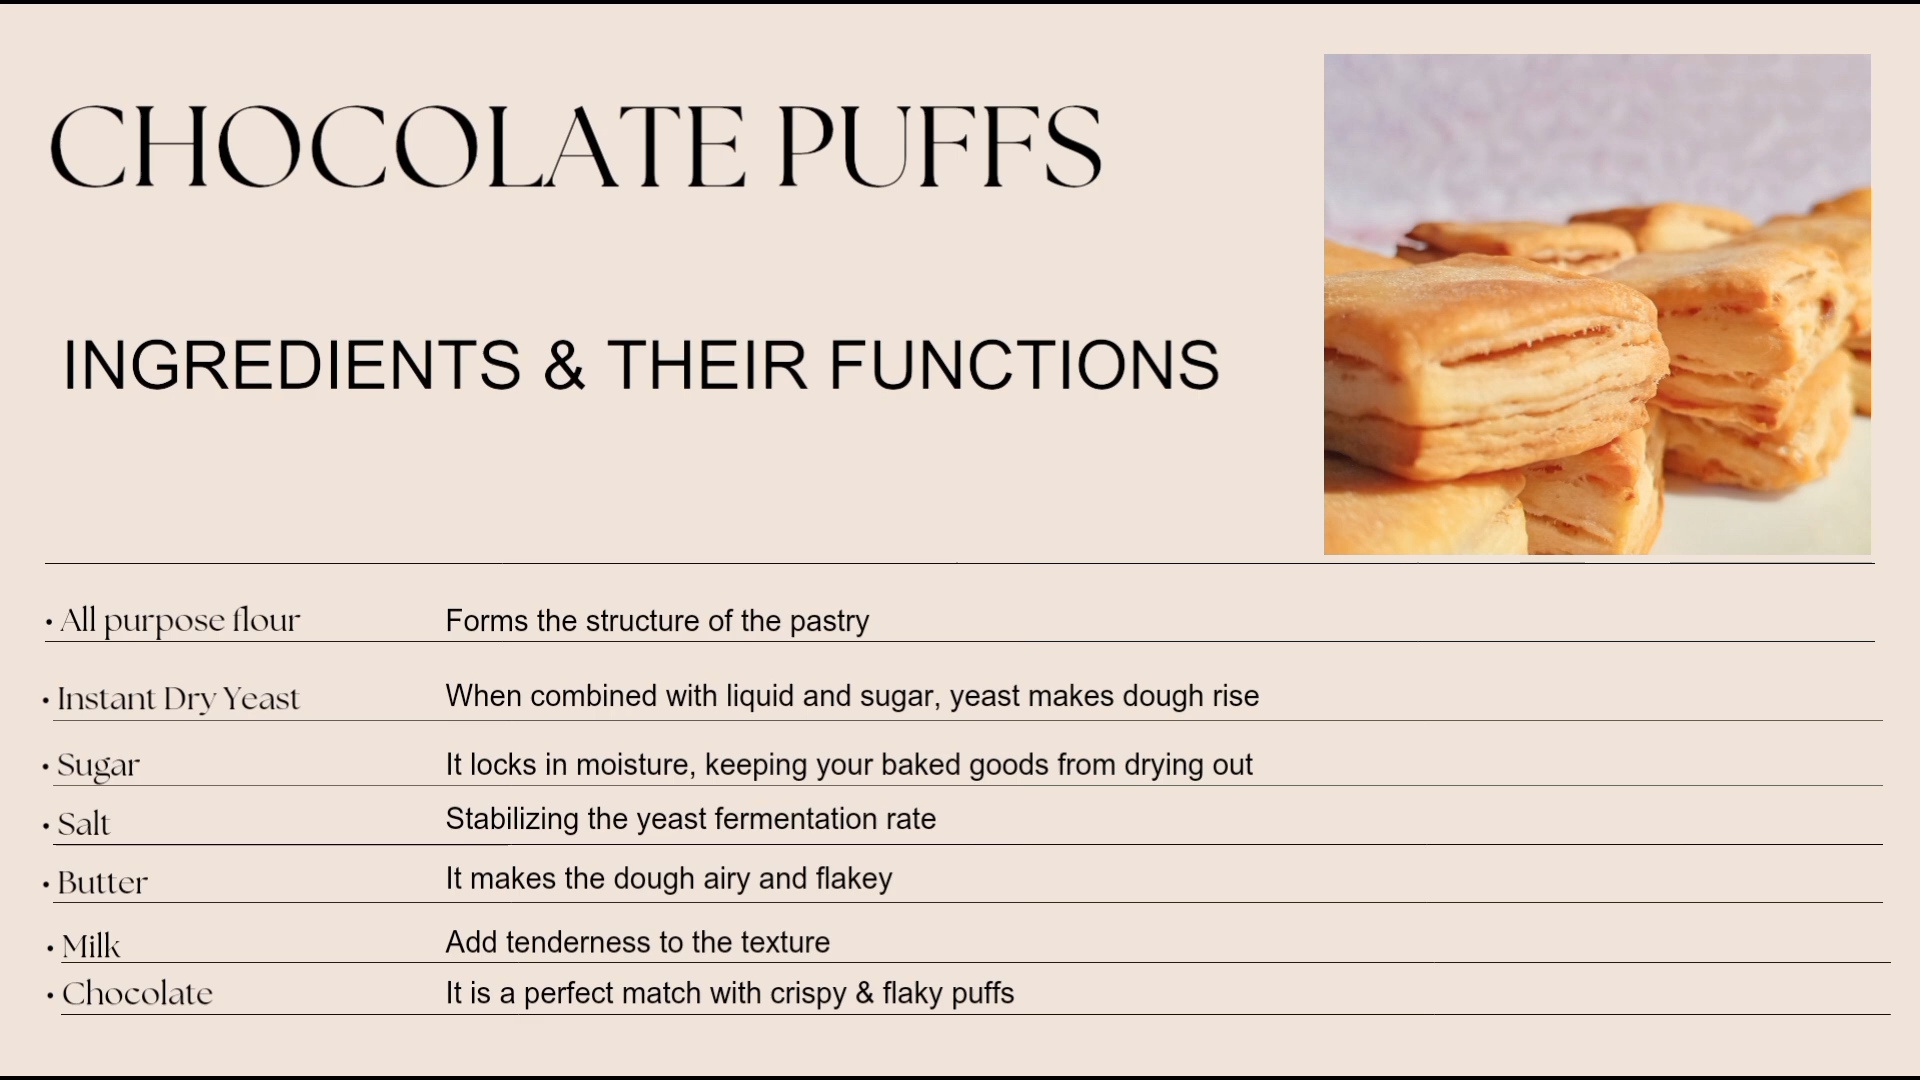 CHOCOLATE PUFFS
INGREDIENTS & THEIR FUNCTIONS
• All purpose flour Forms the structure of the pastry
• Instant Dry Yeast When combined with liquid and sugar, yeast makes dough rise
• Sugar It locks in moisture, keeping your baked goods from drying out
• Salt Stabilizing the yeast fermentation rate
• Butter It makes the dough airy and flakey
• Milk Add tenderness to the texture
• Chocolate It is a perfect match with crispy & flaky puffs